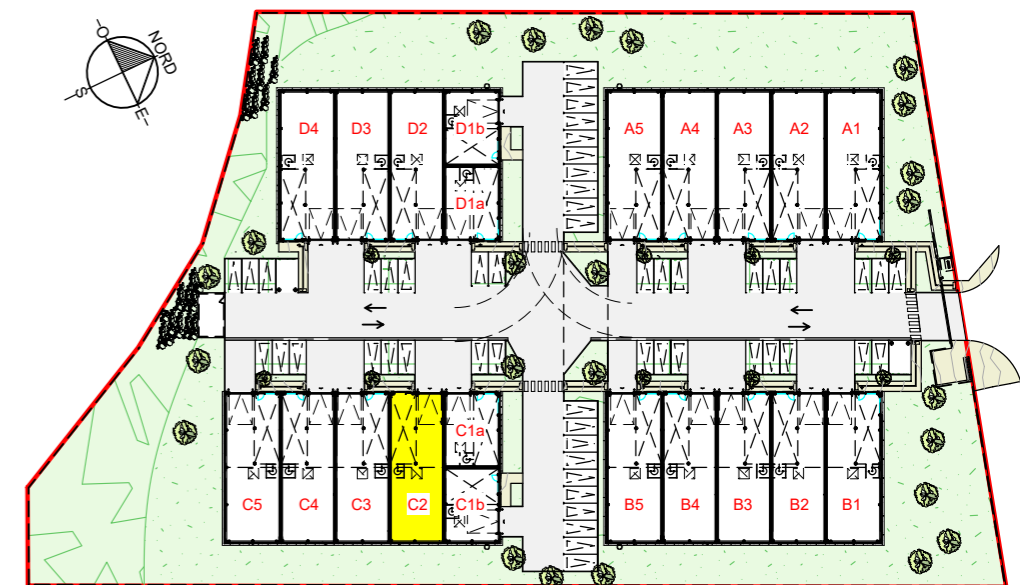 -O-
NORD
-S-
-E-
D4 D3 D2 D1b A5 A4 A3 A2 A1
D1a
C1a
C5 C4 C3 C2 C1b B5 B4 B3 B2 B1